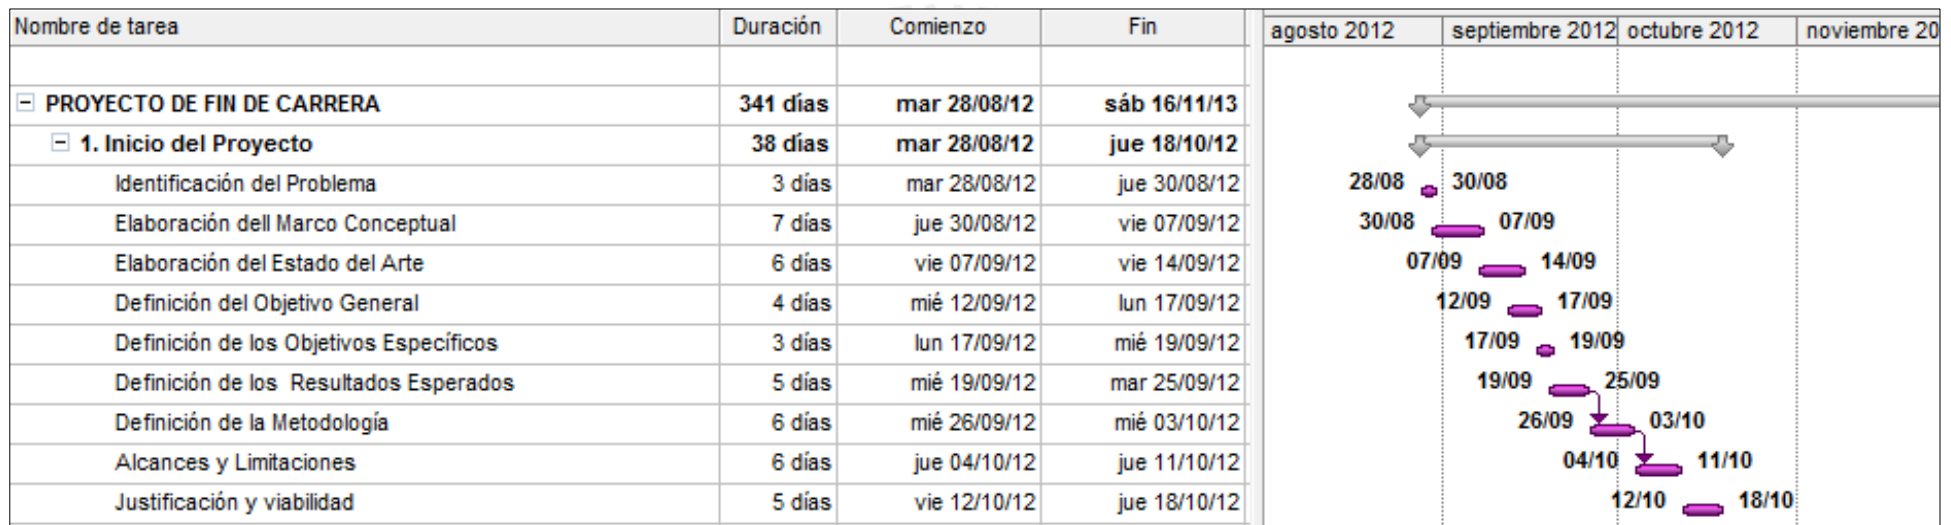 Nombre de tarea Duración Comienzo Fin agosto 2012 septiembre 2012 octubre 2012 noviembre 20
PROYECTO DE FIN DE CARRERA 341 días mar 28/08/12 sáb 16/11/13
1. Inicio del Proyecto 38 días mar 28/08/12 jue 18/10/12
Identificación del Problema 3 días mar 28/08/12 jue 30/08/12 28/08 30/08
Elaboración dell Marco Conceptual 7 días jue 30/08/12 vie 07/09/12 30/08 07/09
Elaboración del Estado del Arte 6 días vie 07/09/12 vie 14/09/12 07/09 14/09
Definición del Objetivo General 4 días mié 12/09/12 lun 17/09/12 12/09 17/09
Definición de los Objetivos Específicos 3 días lun 17/09/12 mié 19/09/12 17/09 19/09
Definición de los Resultados Esperados 5 días mié 19/09/12 mar 25/09/12 19/09 25/09
Definición de la Metodología 6 días mié 26/09/12 mié 03/10/12 26/09 03/10
Alcances y Limitaciones 6 días jue 04/10/12 jue 11/10/12 04/10 11/10
Justificación y viabilidad 5 días vie 12/10/12 jue 18/10/12 12/10 18/10